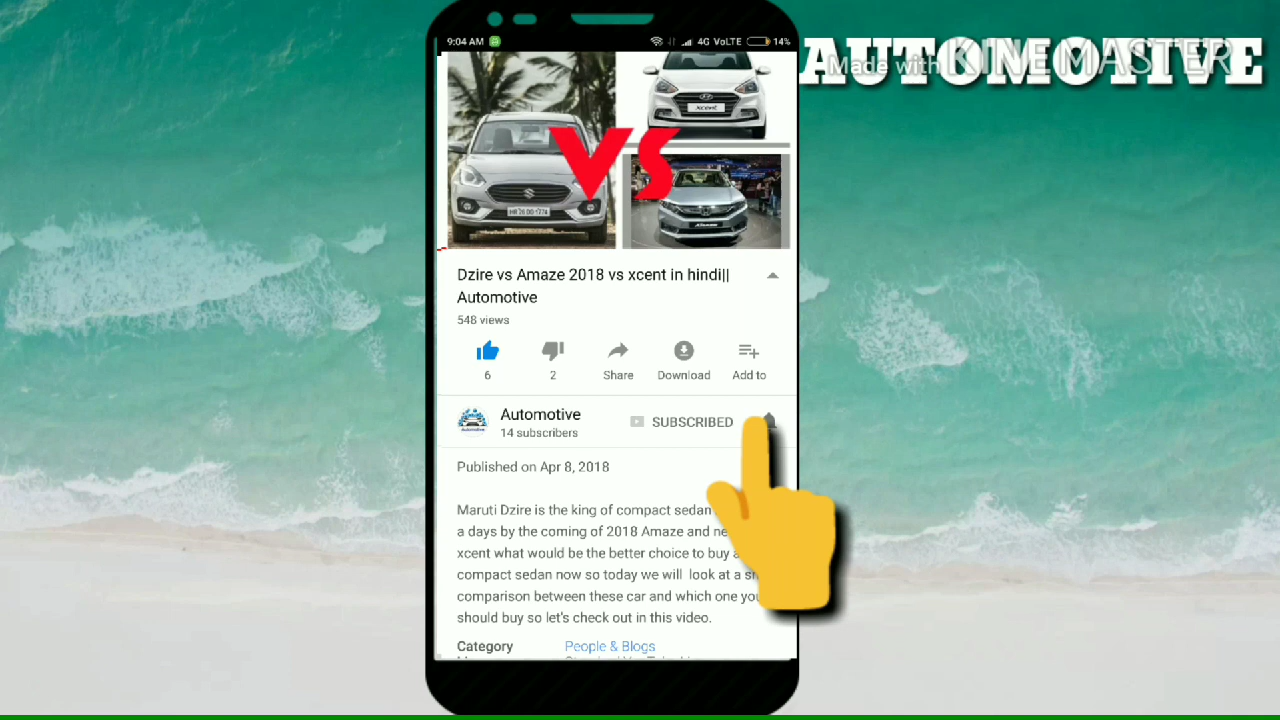 AUTOMOTIVE
Made with KINE MASTER
9:04 AM
4G VoLTE 14%
xcent
VS
AMAZE
Dzire vs Amaze 2018 vs xcent in hindi||
Automotive
548 views
6
2
Share
Download
Add to
Automotive
SUBSCRIBED
14 subscribers
Published on Apr 8, 2018
Maruti Dzire is the king of compact sedan
a days by the coming of 2018 Amaze and
xcent what would be the better choice to buy
compact sedan now so today we will look at a
comparison between these car and which one you
should buy so let's check out in this video.
Category
People & Blogs